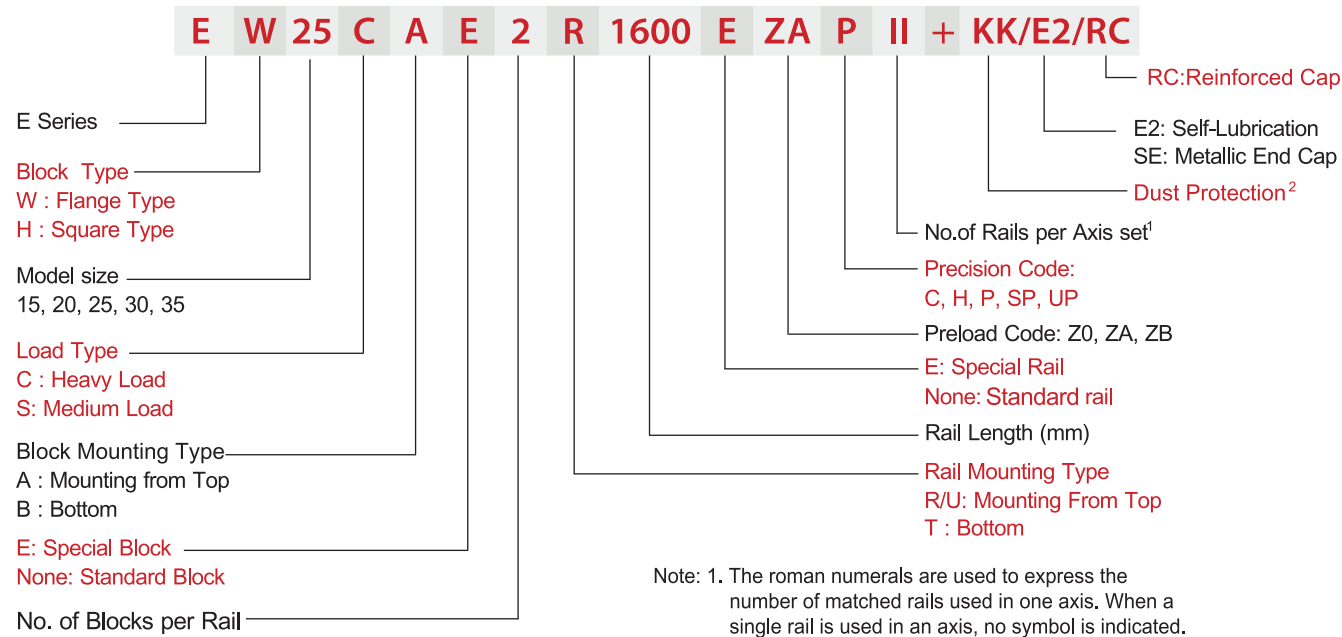 E W 25 C A E 2 R 1600 E ZA P II + KK/E2/RC
E Series
Block Type
W : Flange Type
H : Square Type
Model size
15, 20, 25, 30, 35
Load Type
C : Heavy Load
S: Medium Load
Block Mounting Type
A : Mounting from Top
B : Bottom
E: Special Block
None: Standard Block
No. of Blocks per Rail
RC:Reinforced Cap
E2: Self-Lubrication
SE: Metallic End Cap
Dust Protection²
No.of Rails per Axis set¹
Precision Code:
C, H, P, SP, UP
Preload Code: Z0, ZA, ZB
E: Special Rail
None: Standard rail
Rail Length (mm)
Rail Mounting Type
R/U: Mounting From Top
T : Bottom
Note: 1. The roman numerals are used to express the
number of matched rails used in one axis. When a
single rail is used in an axis, no symbol is indicated.